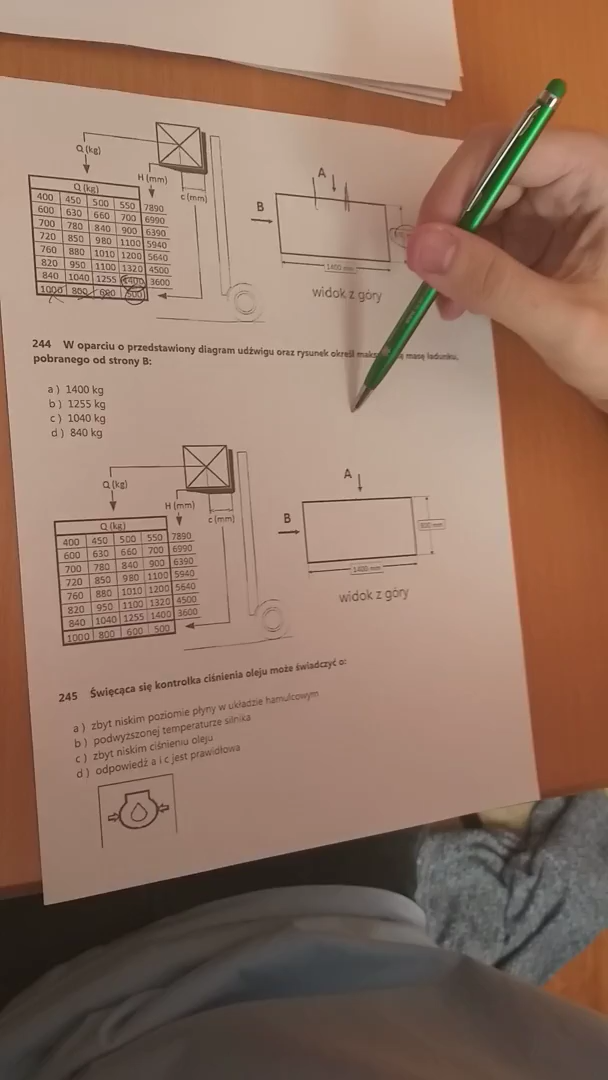 Q (kg)
H (mm)
c (mm)
Q (kg)
400 450 500 550 7890
600 630 660 700 6990
700 780 840 900 6390
720 850 980 1100 5940
760 880 1010 1200 5640
820 950 1100 1320 4500
840 1040 1255 1400 3600
1000 800 600 500
A
B
1400 mm
widok z góry
244 W oparciu o przedstawiony diagram udźwigu oraz rysunek określ masę ładunku,
pobranego od strony B:
a ) 1400 kg
b ) 1255 kg
c ) 1040 kg
d ) 840 kg
Q (kg)
H (mm)
c (mm)
Q (kg)
400 450 500 550 7890
600 630 660 700 6990
700 780 840 900 6390
720 850 980 1100 5940
760 880 1010 1200 5640
820 950 1100 1320 4500
840 1040 1255 1400 3600
1000 800 600 500
A
B
1400 mm
widok z góry
245 Święcąca się kontrolka ciśnienia oleju może świadczyć o:
a ) zbyt niskim poziomie płyny w układzie hamulcowym
b ) podwyższonej temperaturze silnika
c ) zbyt niskim ciśnieniu oleju
d ) odpowiedź a i c jest prawidłowa